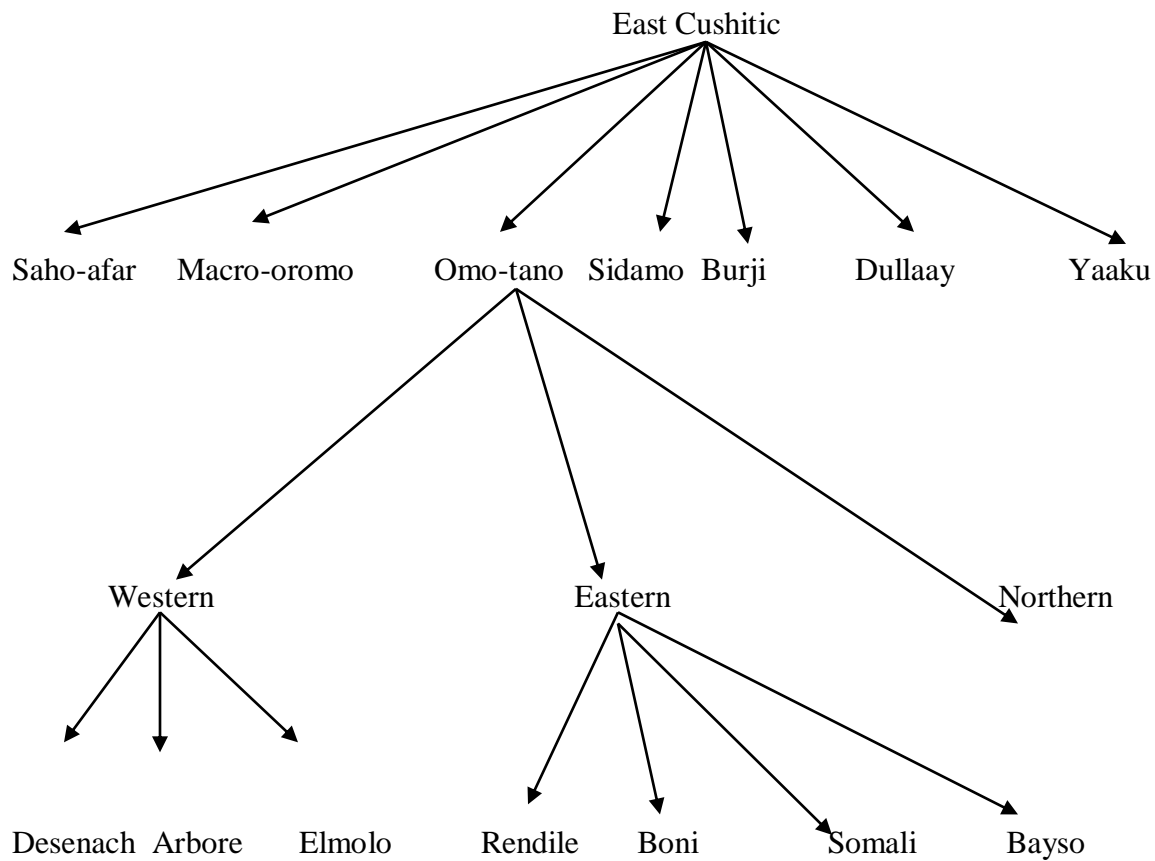 East Cushitic
Saho-afar Macro-oromo Omo-tano Sidamo Burji Dullaay Yaaku
Western Eastern Northern
Desenach Arbore Elmolo Rendile Boni Somali Bayso